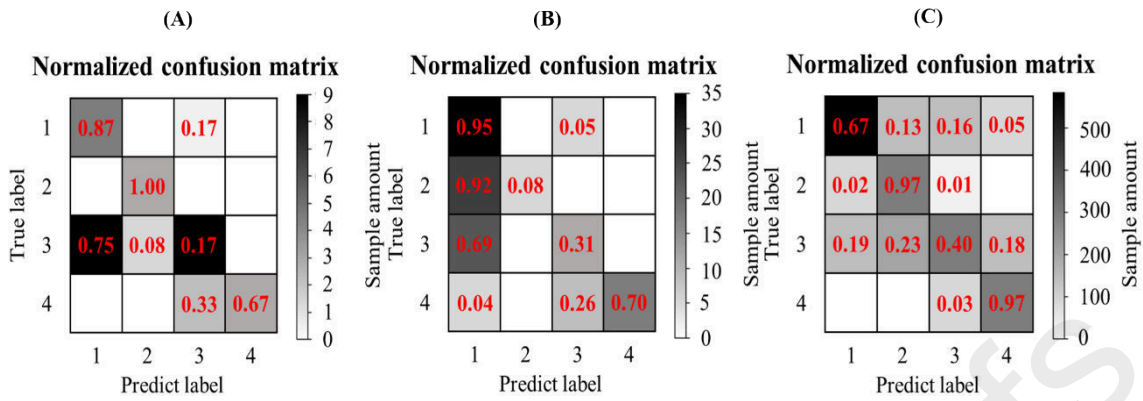 (A)
Normalized confusion matrix
True label
1
2
3
4
0.87
0.17
1.00
0.75 0.08 0.17
0.33 0.67
1 2 3 4
Predict label
9
8
7
6
5
4
3
2
1
0
Sample amount
(B)
Normalized confusion matrix
True label
1
2
3
4
0.95
0.05
0.92 0.08
0.69
0.31
0.04
0.26 0.70
1 2 3 4
Predict label
35
30
25
20
15
10
5
0
Sample amount
(C)
Normalized confusion matrix
True label
1
2
3
4
0.67 0.13 0.16 0.05
0.02 0.97 0.01
0.19 0.23 0.40 0.18
0.03 0.97
1 2 3 4
Predict label
500
400
300
200
100
0
Sample amount